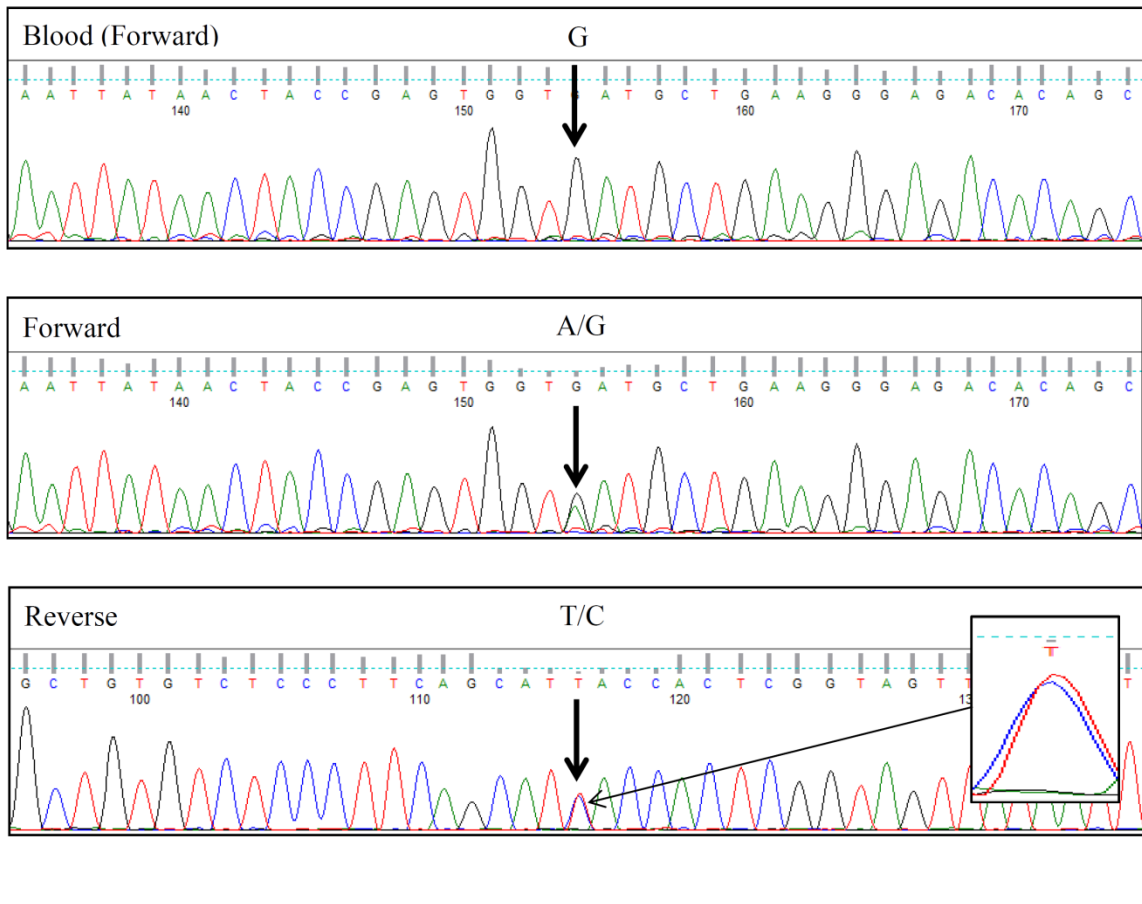 Blood (Forward)
G
A A T T A T A A C T A C C G A G T G G T G A T G C T G A A G G G A G A C A C A G C
140 150 160 170
Forward
A/G
A A T T A T A A C T A C C G A G T G G T G A T G C T G A A G G G A G A C A C A G C
140 150 160 170
Reverse
T/C
G C T G T G T C T C C C T T C A G C A T T A C C A C T C G G T A G T T T
100 110 120
T